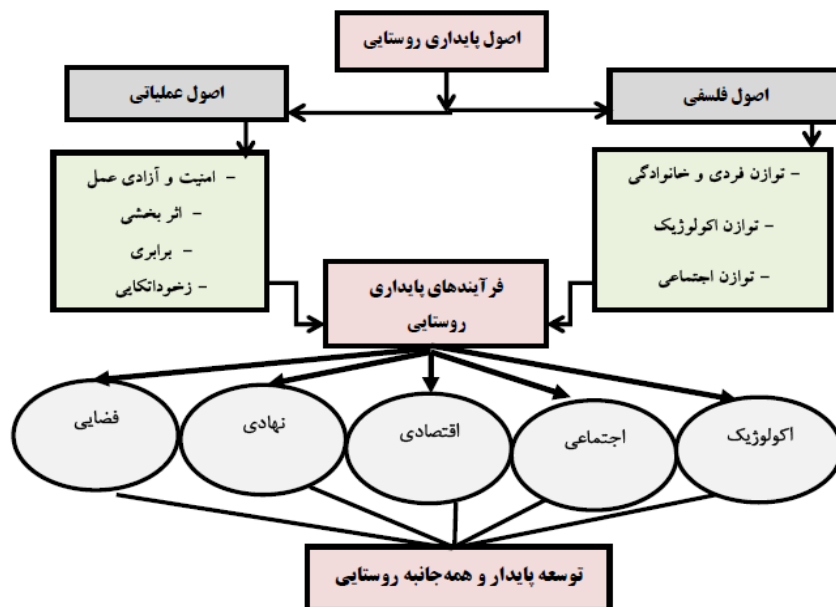 اصول پایداری روستایی
اصول فلسفی
اصول عملیاتی
- توازن فردی و خانوادگی
- توازن اکولوژیک
- توازن اجتماعی
- امنیت و آزادی عمل
- اثر بخشی
- برابری
- زخوداتکایی
فرآیندهای پایداری
روستایی
اکولوژیک
اجتماعی
اقتصادی
نهادی
فضایی
توسعه پایدار و همه‌جانبه روستایی